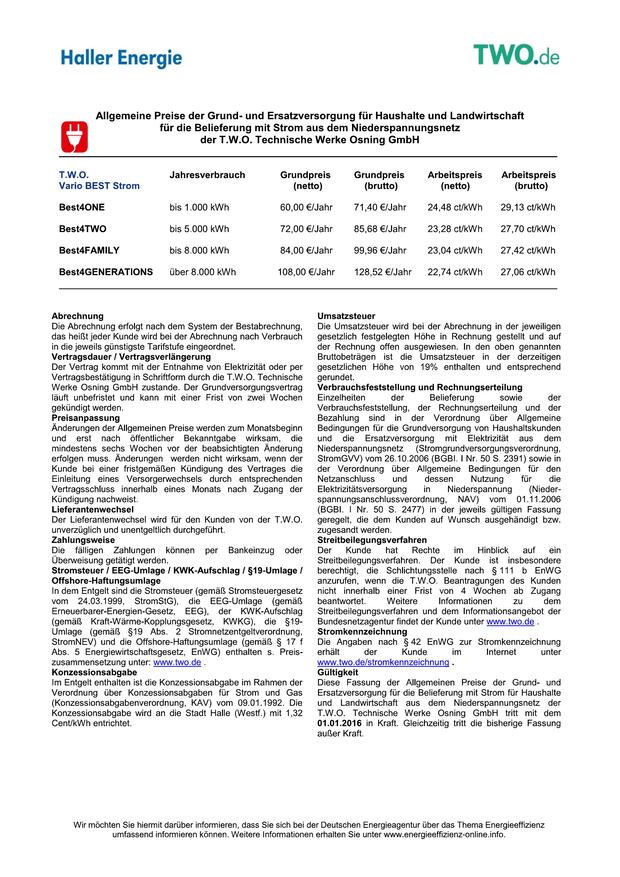 Haller Energie
TWO.de
Allgemeine Preise der Grund- und Ersatzversorgung für Haushalte und Landwirtschaft
für die Belieferung mit Strom aus dem Niederspannungsnetz
der T.W.O. Technische Werke Osning GmbH
T.W.O. Jahresverbrauch Grundpreis Grundpreis Arbeitspreis Arbeitspreis
Vario BEST Strom (netto) (brutto) (netto) (brutto)
Best4ONE bis 1.000 kWh 60,00 €/Jahr 71,40 €/Jahr 24,48 ct/kWh 29,13 ct/kWh
Best4TWO bis 5.000 kWh 72,00 €/Jahr 85,68 €/Jahr 23,28 ct/kWh 27,70 ct/kWh
Best4FAMILY bis 8.000 kWh 84,00 €/Jahr 99,96 €/Jahr 23,04 ct/kWh 27,42 ct/kWh
Best4GENERATIONS über 8.000 kWh 108,00 €/Jahr 128,52 €/Jahr 22,74 ct/kWh 27,06 ct/kWh
Abrechnung
Die Abrechnung erfolgt nach dem System der Bestabrechnung,
das heißt jeder Kunde wird bei der Abrechnung nach Verbrauch
in die jeweils günstigste Tarifstufe eingeordnet.
Vertragsdauer / Vertragsverlängerung
Der Vertrag kommt mit der Entnahme von Elektrizität oder per
Vertragsbestätigung in Schriftform durch die T.W.O. Technische
Werke Osning GmbH zustande. Der Grundversorgungsvertrag
läuft unbefristet und kann mit einer Frist von zwei Wochen
gekündigt werden.
Preisanpassung
Änderungen der Allgemeinen Preise werden zum Monatsbeginn
und erst nach öffentlicher Bekanntgabe wirksam, die
mindestens sechs Wochen vor der beabsichtigten Änderung
erfolgen muss. Änderungen werden nicht wirksam, wenn der
Kunde bei einer fristgemäßen Kündigung des Vertrages die
Einleitung eines Versorgerwechsels durch entsprechenden
Vertragsschluss innerhalb eines Monats nach Zugang der
Kündigung nachweist.
Lieferantenwechsel
Der Lieferantenwechsel wird für den Kunden von der T.W.O.
unverzüglich und unentgeltlich durchgeführt.
Zahlungsweise
Die fälligen Zahlungen können per Bankeinzug oder
Überweisung getätigt werden.
Stromsteuer / EEG-Umlage / KWK-Aufschlag / §19-Umlage /
Offshore-Haftungsumlage
In dem Entgelt sind die Stromsteuer (gemäß Stromsteuergesetz
vom 24.03.1999, StromStG), die EEG-Umlage (gemäß
Erneuerbarer-Energien-Gesetz, EEG), der KWK-Aufschlag
(gemäß Kraft-Wärme-Kopplungsgesetz, KWKG), die §19-
Umlage (gemäß §19 Abs. 2 Stromnetzentgeltverordnung,
StromNEV) und die Offshore-Haftungsumlage (gemäß § 17 f
Abs. 5 Energiewirtschaftsgesetz, EnWG) enthalten s. Preis-
zusammensetzung unter: www.two.de .
Konzessionsabgabe
Im Entgelt enthalten ist die Konzessionsabgabe im Rahmen der
Verordnung über Konzessionsabgaben für Strom und Gas
(Konzessionsabgabenverordnung, KAV) vom 09.01.1992. Die
Konzessionsabgabe wird an die Stadt Halle (Westf.) mit 1,32
Cent/kWh entrichtet.
Umsatzsteuer
Die Umsatzsteuer wird bei der Abrechnung in der jeweiligen
gesetzlich festgelegten Höhe in Rechnung gestellt und auf
der Rechnung offen ausgewiesen. In den oben genannten
Bruttobeträgen ist die Umsatzsteuer in der derzeitigen
gesetzlichen Höhe von 19% enthalten und entsprechend
gerundet.
Verbrauchsfeststellung und Rechnungserteilung
Einzelheiten der Belieferung sowie der
Verbrauchsfeststellung, der Rechnungserteilung und der
Bezahlung sind in der Verordnung über Allgemeine
Bedingungen für die Grundversorgung von Haushaltskunden
und die Ersatzversorgung mit Elektrizität aus dem
Niederspannungsnetz (Stromgrundversorgungsverordnung,
StromGVV) vom 26.10.2006 (BGBl. I Nr. 50 S. 2391) sowie in
der Verordnung über Allgemeine Bedingungen für den
Netzanschluss und dessen Nutzung für die
Elektrizitätsversorgung in Niederspannung (Nieder-
spannungsanschlussverordnung, NAV) vom 01.11.2006
(BGBl. I Nr. 50 S. 2477) in der jeweils gültigen Fassung
geregelt, die dem Kunden auf Wunsch ausgehändigt bzw.
zugesandt werden.
Streitbeilegungsverfahren
Der Kunde hat Rechte im Hinblick auf ein
Streitbeilegungsverfahren. Der Kunde ist insbesondere
berechtigt, die Schlichtungsstelle nach § 111 b EnWG
anzurufen, wenn die T.W.O. Beantragungen des Kunden
nicht innerhalb einer Frist von 4 Wochen ab Zugang
beantwortet. Weitere Informationen zu dem
Streitbeilegungsverfahren und dem Informationsangebot der
Bundesnetzagentur findet der Kunde unter www.two.de .
Stromkennzeichnung
Die Angaben nach § 42 EnWG zur Stromkennzeichnung
erhält der Kunde im Internet unter
www.two.de/stromkennzeichnung .
Gültigkeit
Diese Fassung der Allgemeinen Preise der Grund- und
Ersatzversorgung für die Belieferung mit Strom für Haushalte
und Landwirtschaft aus dem Niederspannungsnetz der
T.W.O. Technische Werke Osning GmbH tritt mit dem
01.01.2016 in Kraft. Gleichzeitig tritt die bisherige Fassung
außer Kraft.
Wir möchten Sie hiermit darüber informieren, dass Sie sich bei der Deutschen Energieagentur über das Thema Energieeffizienz
umfassend informieren können. Weitere Informationen erhalten Sie unter www.energieeffizienz-online.info.